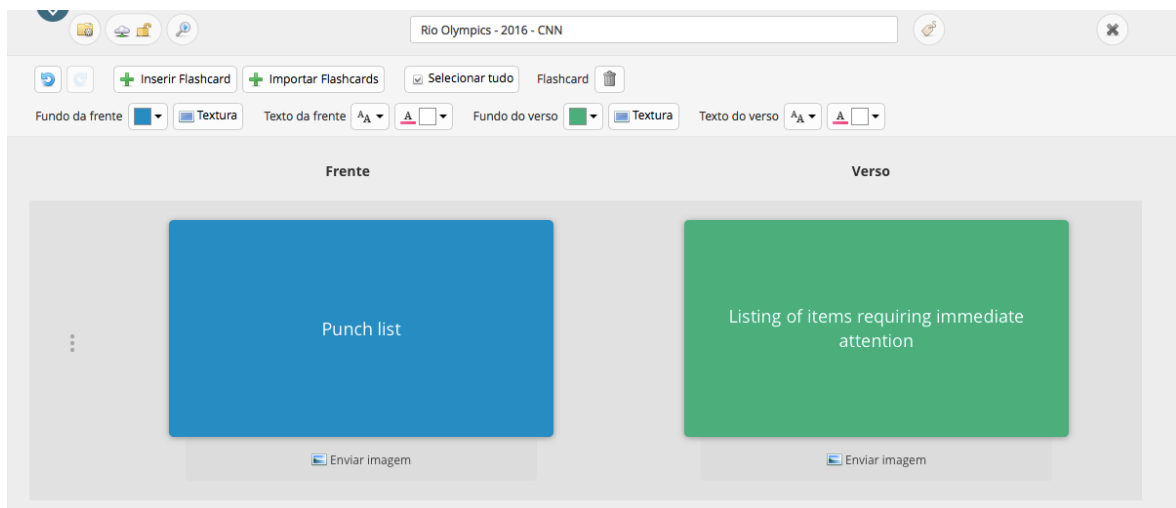 Rio Olympics - 2016 - CNN
Inserir Flashcard Importar Flashcards Selecionar tudo Flashcard
Fundo da frente Textura Texto da frente AA A Fundo do verso Textura Texto do verso AA A
Frente Verso
Punch list
Listing of items requiring immediate
attention
Enviar imagem Enviar imagem